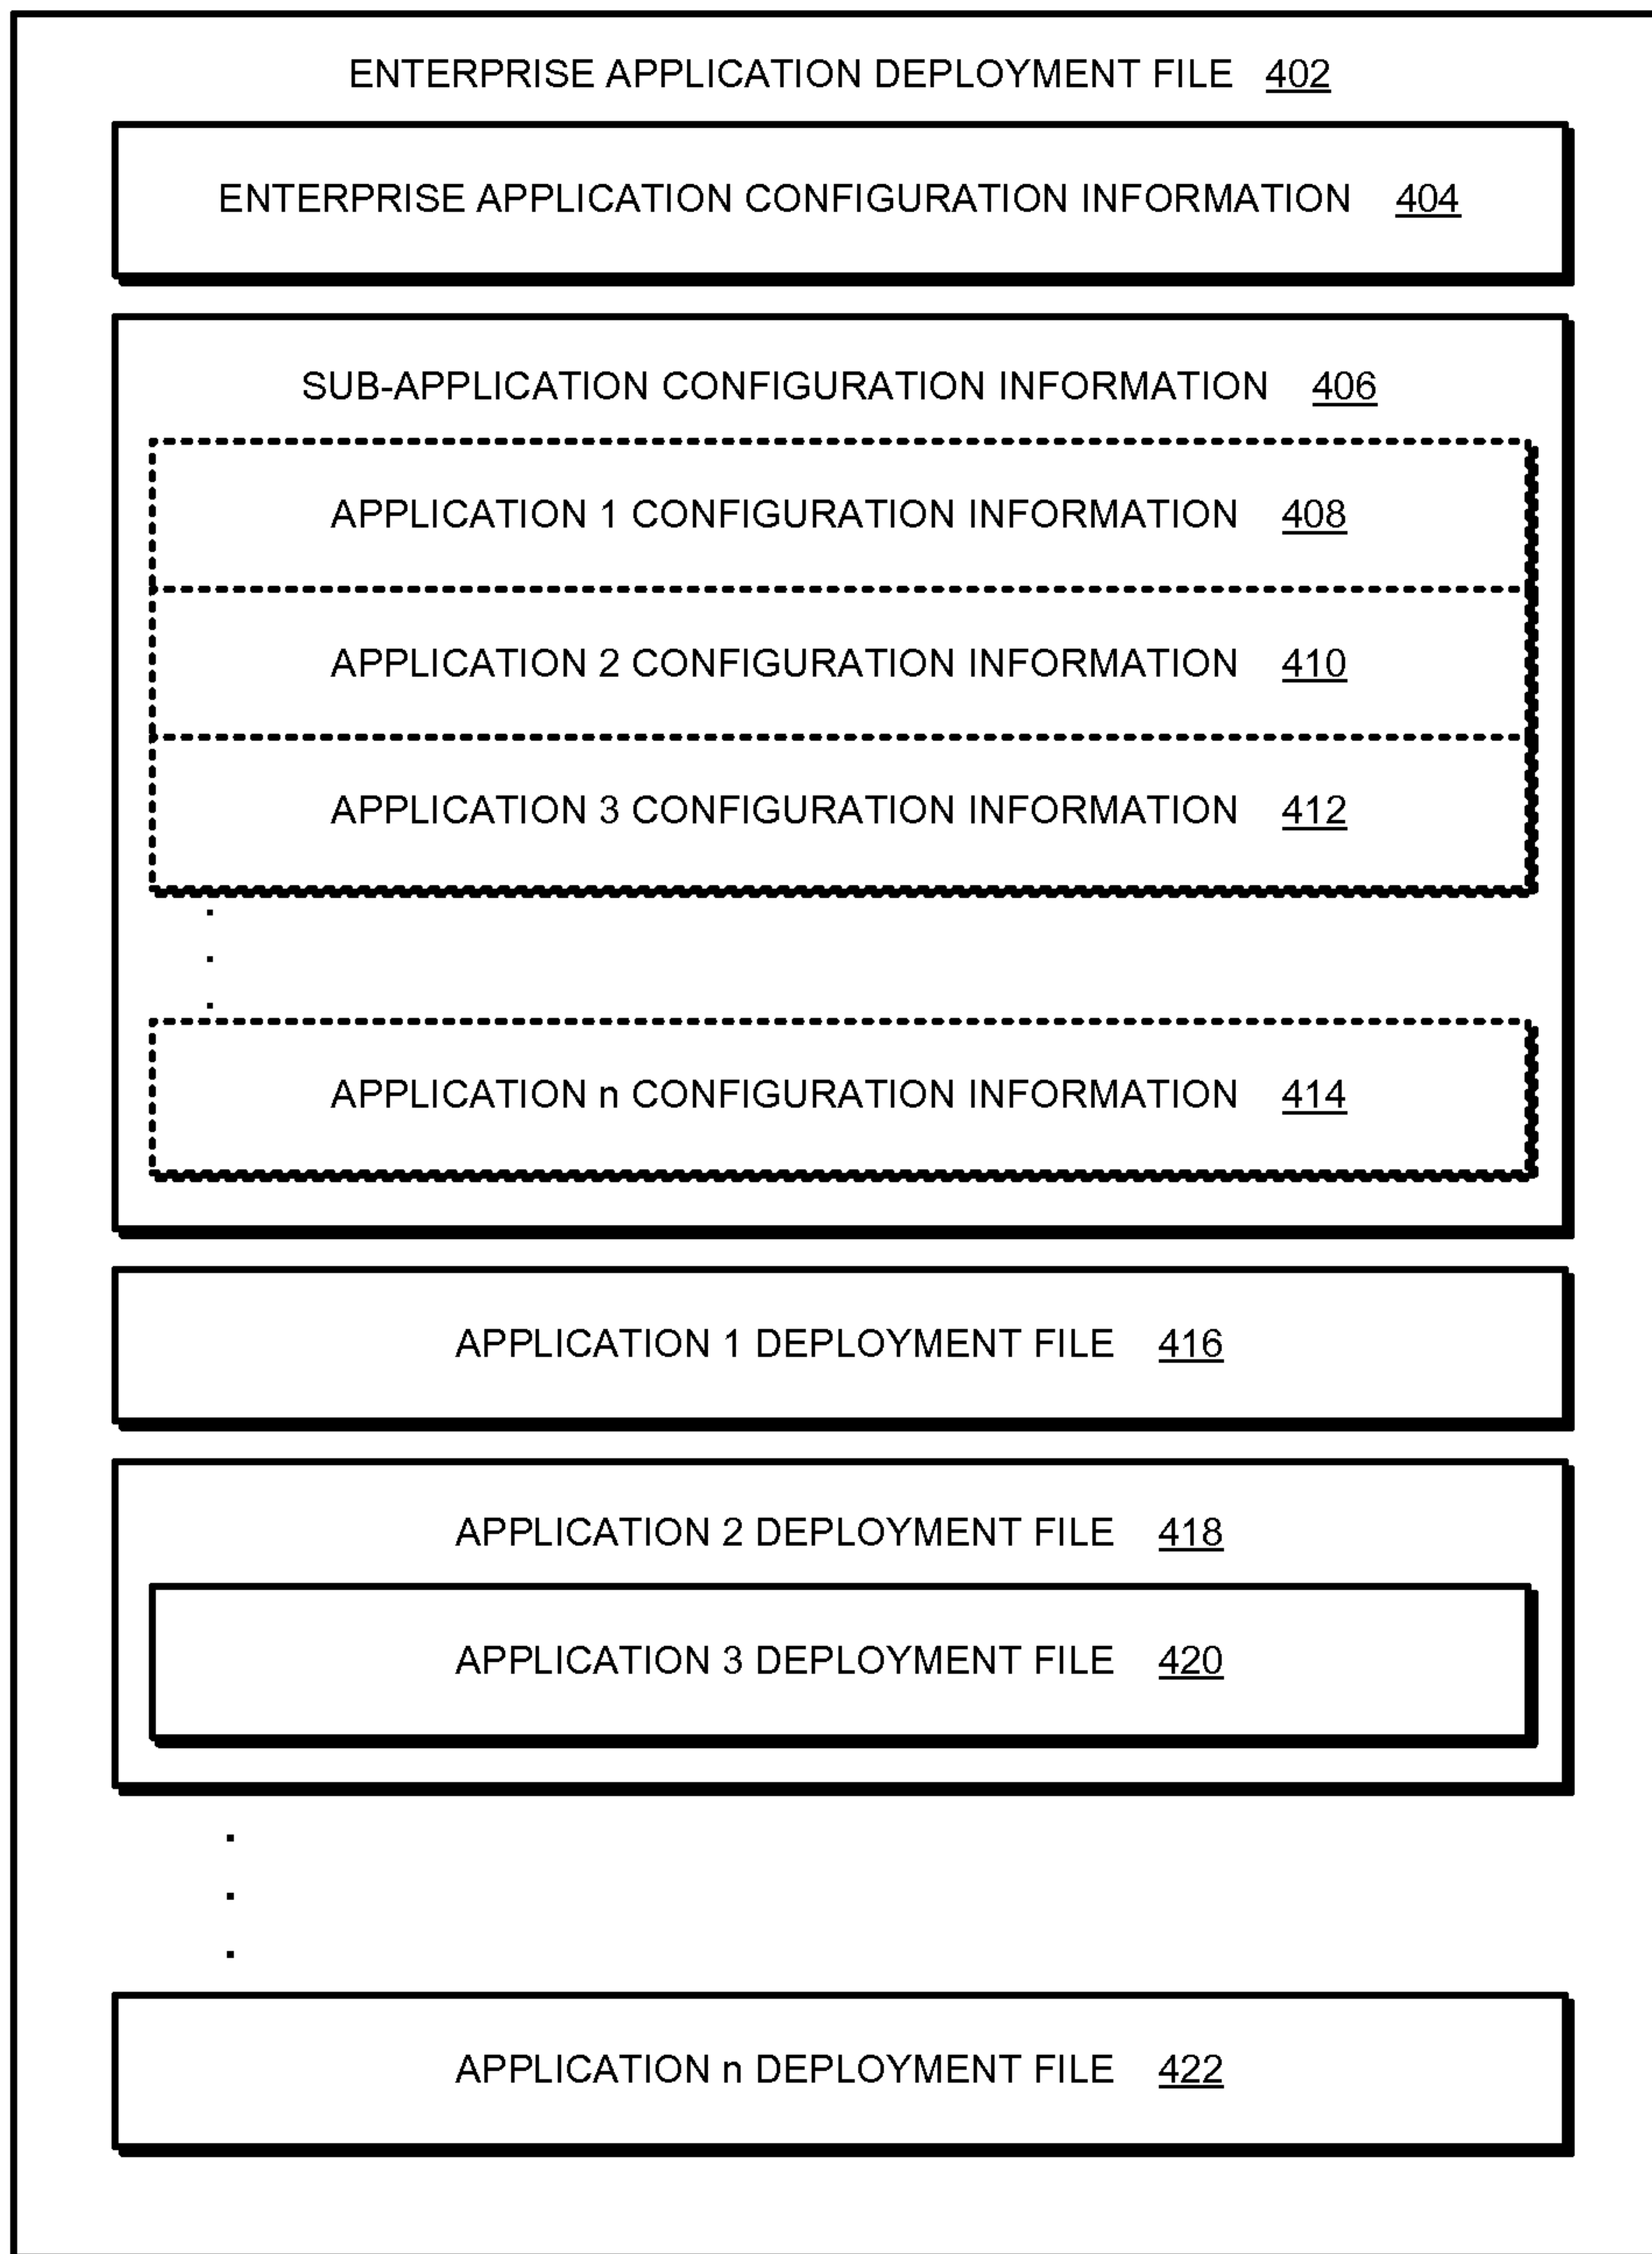 ENTERPRISE APPLICATION DEPLOYMENT FILE 402
ENTERPRISE APPLICATION CONFIGURATION INFORMATION 404
SUB-APPLICATION CONFIGURATION INFORMATION 406
APPLICATION 1 CONFIGURATION INFORMATION 408
APPLICATION 2 CONFIGURATION INFORMATION 410
APPLICATION 3 CONFIGURATION INFORMATION 412
APPLICATION n CONFIGURATION INFORMATION 414
APPLICATION 1 DEPLOYMENT FILE 416
APPLICATION 2 DEPLOYMENT FILE 418
APPLICATION 3 DEPLOYMENT FILE 420
APPLICATION n DEPLOYMENT FILE 422